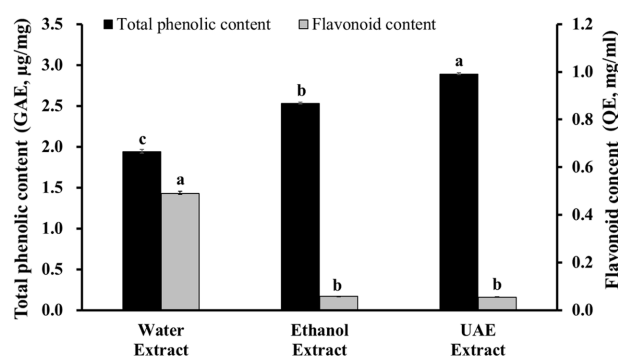 Total phenolic content
Flavonoid content
Total phenolic content (GAE, µg/mg)
3.5
3.0
2.5
2.0
1.5
1.0
0.5
0.0
c
a
b
b
a
b
1.2
1.0
0.8
0.6
0.4
0.2
0.0
Flavonoid concent (QE, mg/ml)
Water
Extract
Ethanol
Extract
UAE
Extract